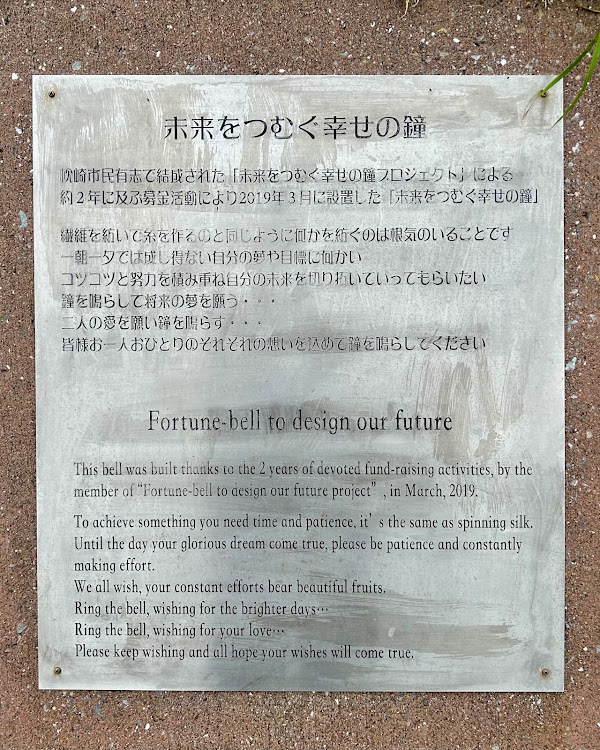 未来をつむぐ幸せの鐘
崎市民有志で結成された「未来をつむぐ幸せの鐘プロジェクト」による
約２年に及ぶ募金活動により2019年３月に設置した「未来をつむぐ幸せの鐘」
繊維を紡いで糸を作るのと同じように何かを紡ぐのは根気のいることです
一朝一夕では成し得ない自分の夢や目標に向かい
コツコツと努力を積み重ね自分の未来を切り拓いていってもらいたい
鐘を鳴らして将来の夢を願う・・・
二人の愛を願い鐘を鳴らす・・・
皆様お一人おひとりのそれぞれの想いを込めて鐘を鳴らしてください
Fortune-bell to design our future
This bell was built thanks to the 2 years of devoted fund-raising activities, by the
member of “Fortune-bell to design our future project”, in March, 2019.
To achieve something you need time and patience, it’s the same as spinning silk.
Until the day your glorious dream come true, please be patience and constantly
making effort.
We all wish, your constant efforts bear beautiful fruits.
Ring the bell, wishing for the brighter days…
Ring the bell, wishing for your love…
Please keep wishing and all hope your wishes will come true.